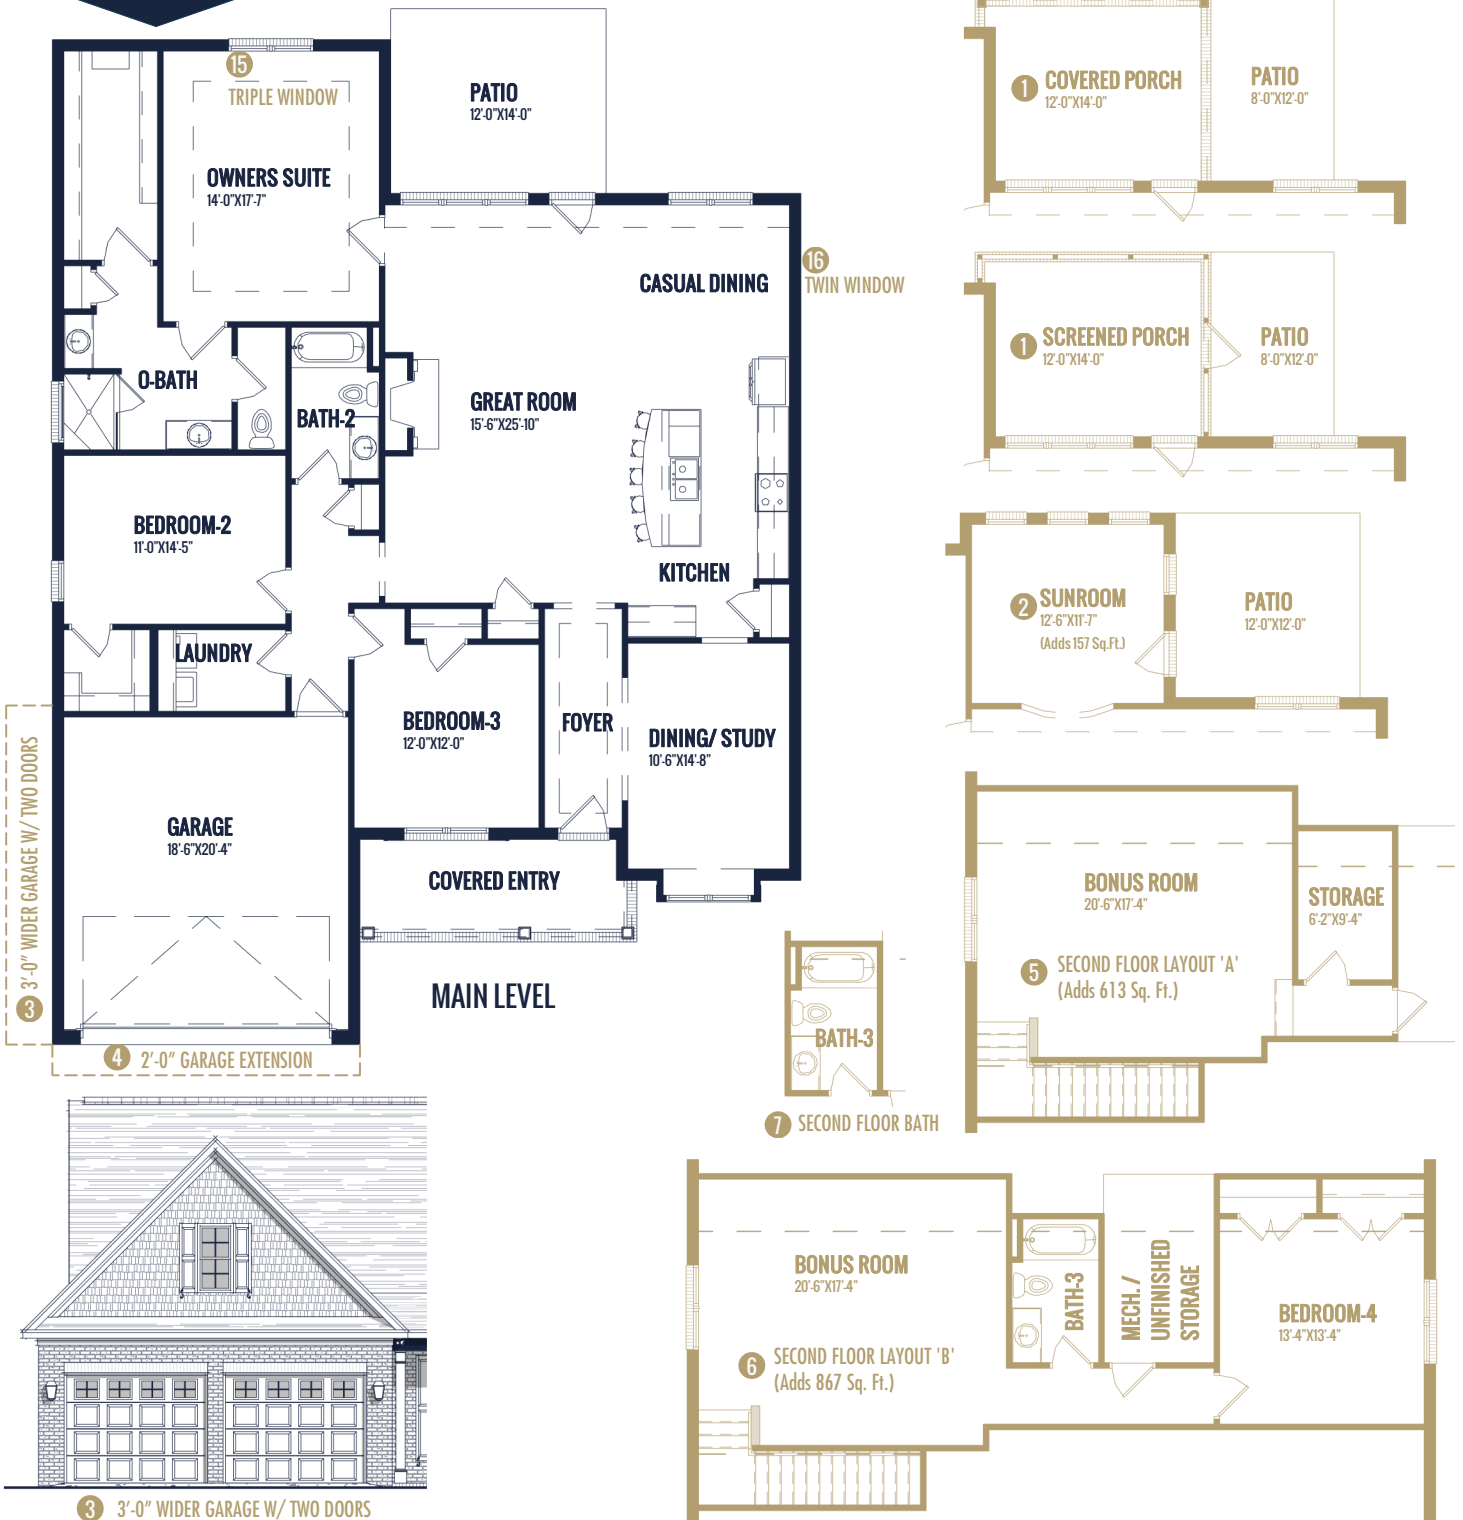 15
TRIPLE WINDOW
PATIO
12'-0"X14'-0"
OWNERS SUITE
14'-0"X17'-7"
16
TWIN WINDOW
CASUAL DINING
O-BATH
BATH-2
GREAT ROOM
15'-6"X25'-10"
BEDROOM-2
11'-0"X14'-5"
KITCHEN
LAUNDRY
BEDROOM-3
12'-0"X12'-0"
FOYER
DINING/ STUDY
10'-6"X14'-8"
GARAGE
18'-6"X20'-4"
COVERED ENTRY
3'-0" WIDER GARAGE W/ TWO DOORS
3
4 2'-0" GARAGE EXTENSION
MAIN LEVEL
3 3'-0" WIDER GARAGE W/ TWO DOORS
1 COVERED PORCH
12'-0"X14'-0"
PATIO
8'-0"X12'-0"
1 SCREENED PORCH
12'-0"X14'-0"
PATIO
8'-0"X12'-0"
2 SUNROOM
12'-6"X11'-7"
(Adds 157 Sq.Ft.)
PATIO
12'-0"X12'-0"
BONUS ROOM
20'-6"X17'-4"
STORAGE
6'-2"X9'-4"
5 SECOND FLOOR LAYOUT 'A'
(Adds 613 Sq. Ft.)
BATH-3
7 SECOND FLOOR BATH
BONUS ROOM
20'-6"X17'-4"
6 SECOND FLOOR LAYOUT 'B'
(Adds 867 Sq. Ft.)
BATH-3
MECH. /
UNFINISHED
STORAGE
BEDROOM-4
13'-4"X13'-4"